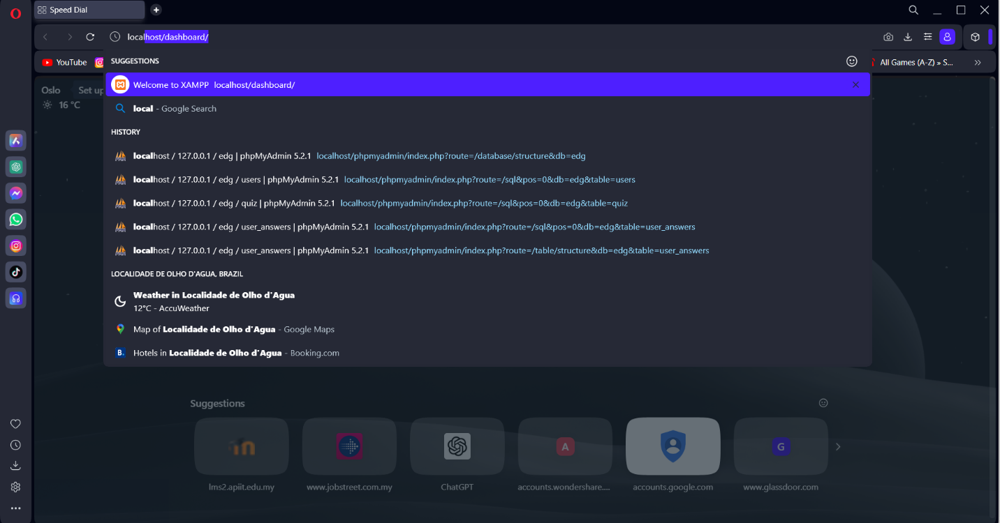 Speed Dial
localhost/dashboard/
YouTube
All Games (A-Z) » S...
SUGGESTIONS
Welcome to XAMPP localhost/dashboard/
Oslo Set up
16 °C
local - Google Search
HISTORY
localhost / 127.0.0.1 / edg | phpMyAdmin 5.2.1 localhost/phpmyadmin/index.php?route=/database/structure&db=edg
localhost / 127.0.0.1 / edg / users | phpMyAdmin 5.2.1 localhost/phpmyadmin/index.php?route=/sql&pos=0&db=edg&table=users
localhost / 127.0.0.1 / edg / quiz | phpMyAdmin 5.2.1 localhost/phpmyadmin/index.php?route=/sql&pos=0&db=edg&table=quiz
localhost / 127.0.0.1 / edg / user_answers | phpMyAdmin 5.2.1 localhost/phpmyadmin/index.php?route=/sql&pos=0&db=edg&table=user_answers
localhost / 127.0.0.1 / edg / user_answers | phpMyAdmin 5.2.1 localhost/phpmyadmin/index.php?route=/table/structure&db=edg&table=user_answers
LOCALIDADE DE OLHO D'AGUA, BRAZIL
Weather in Localidade de Olho d'Agua
12°C - AccuWeather
Map of Localidade de Olho d'Agua - Google Maps
B. Hotels in Localidade de Olho d'Agua - Booking.com
Suggestions
A
G
lms2.apiit.edu.my
www.jobstreet.com.my
ChatGPT
accounts.wondershare....
accounts.google.com
www.glassdoor.com